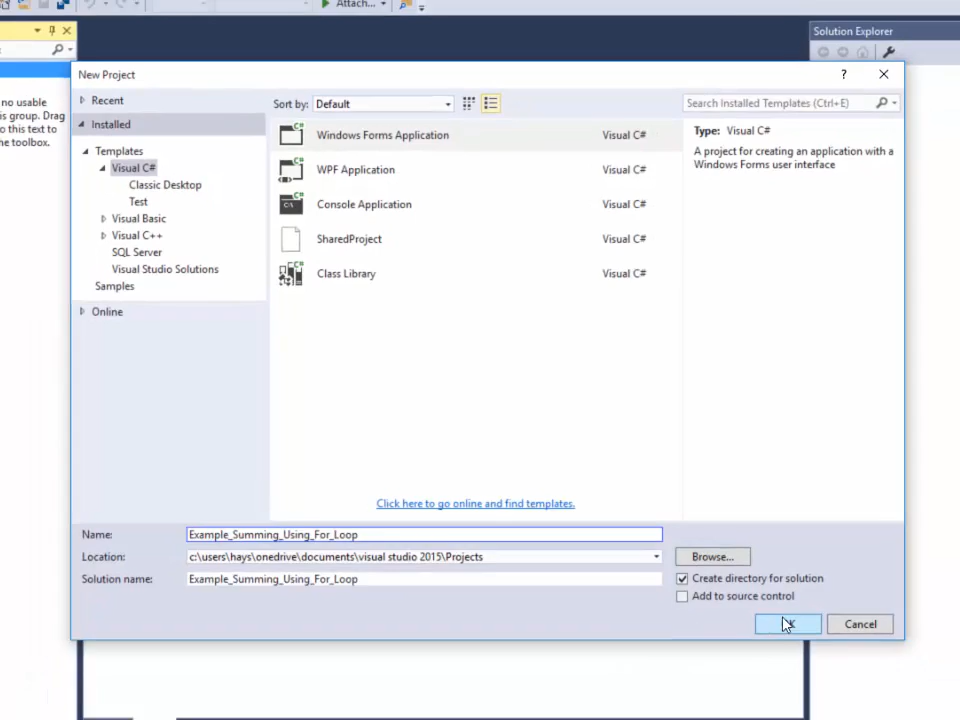 Attach...
Solution Explorer
no usable
is group. Drag
o this text to
he toolbox.
New Project
?
Recent
Installed
Templates
Visual C#
Classic Desktop
Test
Visual Basic
Visual C++
SQL Server
Visual Studio Solutions
Samples
Online
Sort by: Default
Search Installed Templates (Ctrl+E)
Windows Forms Application Visual C#
WPF Application Visual C#
Console Application Visual C#
SharedProject Visual C#
Class Library Visual C#
Type: Visual C#
A project for creating an application with a
Windows Forms user interface
Click here to go online and find templates.
Name: Example_Summing_Using_For_Loop
Location: c:\users\hays\onedrive\documents\visual studio 2015\Projects
Browse...
Solution name: Example_Summing_Using_For_Loop
Create directory for solution
Add to source control
Cancel